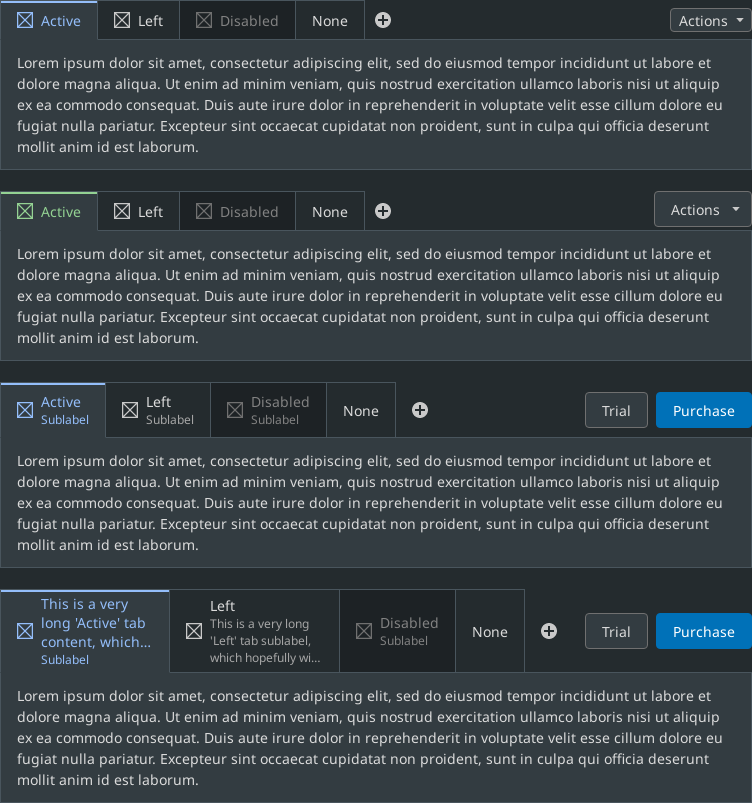 Active Left Disabled None Actions
Lorem ipsum dolor sit amet, consectetur adipiscing elit, sed do eiusmod tempor incididunt ut labore et
dolore magna aliqua. Ut enim ad minim veniam, quis nostrud exercitation ullamco laboris nisi ut aliquip
ex ea commodo consequat. Duis aute irure dolor in reprehenderit in voluptate velit esse cillum dolore eu
fugiat nulla pariatur. Excepteur sint occaecat cupidatat non proident, sunt in culpa qui officia deserunt
mollit anim id est laborum.
Active Left Disabled None Actions
Lorem ipsum dolor sit amet, consectetur adipiscing elit, sed do eiusmod tempor incididunt ut labore et
dolore magna aliqua. Ut enim ad minim veniam, quis nostrud exercitation ullamco laboris nisi ut aliquip
ex ea commodo consequat. Duis aute irure dolor in reprehenderit in voluptate velit esse cillum dolore eu
fugiat nulla pariatur. Excepteur sint occaecat cupidatat non proident, sunt in culpa qui officia deserunt
mollit anim id est laborum.
Active
Sublabel
Left
Sublabel
Disabled
Sublabel
None
Trial
Purchase
Lorem ipsum dolor sit amet, consectetur adipiscing elit, sed do eiusmod tempor incididunt ut labore et
dolore magna aliqua. Ut enim ad minim veniam, quis nostrud exercitation ullamco laboris nisi ut aliquip
ex ea commodo consequat. Duis aute irure dolor in reprehenderit in voluptate velit esse cillum dolore eu
fugiat nulla pariatur. Excepteur sint occaecat cupidatat non proident, sunt in culpa qui officia deserunt
mollit anim id est laborum.
This is a very
long 'Active' tab
content, which...
Sublabel
Left
This is a very long
'Left' tab sublabel,
which hopefully wi...
Disabled
Sublabel
None
Trial
Purchase
Lorem ipsum dolor sit amet, consectetur adipiscing elit, sed do eiusmod tempor incididunt ut labore et
dolore magna aliqua. Ut enim ad minim veniam, quis nostrud exercitation ullamco laboris nisi ut aliquip
ex ea commodo consequat. Duis aute irure dolor in reprehenderit in voluptate velit esse cillum dolore eu
fugiat nulla pariatur. Excepteur sint occaecat cupidatat non proident, sunt in culpa qui officia deserunt
mollit anim id est laborum.